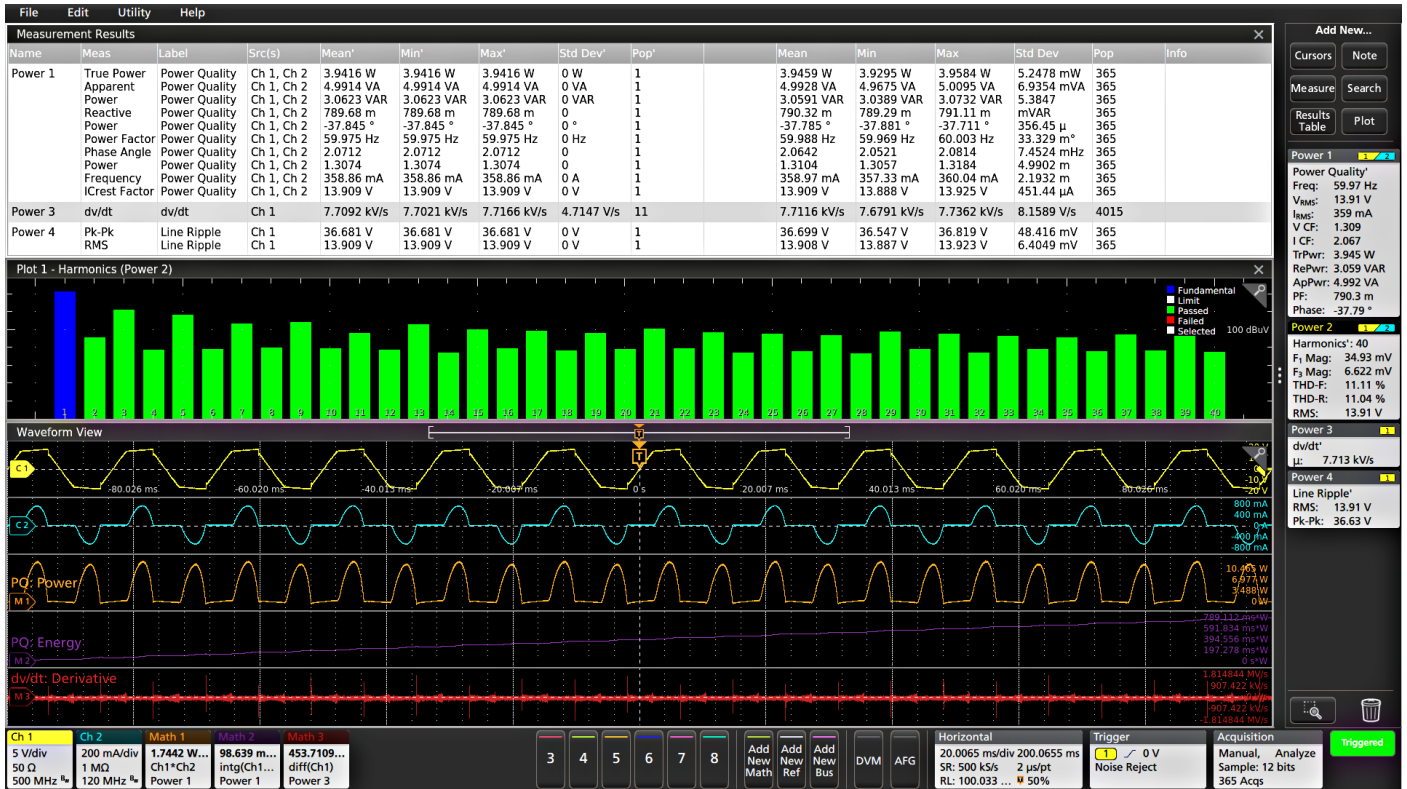 File Edit Utility Help
Measurement Results
Name Meas Label Src(s) Mean' Min' Max' Std Dev' Pop' Mean Min Max Std Dev Pop Info
Power 1 True Power Power Quality Ch 1, Ch 2 3.9416 W 3.9416 W 3.9416 W 0 W 1 3.9459 W 3.9295 W 3.9584 W 5.2478 mW 365
Apparent Power Quality Ch 1, Ch 2 4.9914 VA 4.9914 VA 4.9914 VA 0 VA 1 4.9928 VA 4.9675 VA 5.0095 VA 6.9354 mVA 365
Power Power Quality Ch 1, Ch 2 3.0623 VAR 3.0623 VAR 3.0623 VAR 0 VAR 1 3.0591 VAR 3.0389 VAR 3.0732 VAR 5.3847 365
Reactive Power Quality Ch 1, Ch 2 789.68 m 789.68 m 789.68 m 0 1 790.32 m 789.29 m 791.11 m mVAR 365
Power Power Quality Ch 1, Ch 2 -37.845 ° -37.845 ° -37.845 ° 0 ° 1 -37.785 ° -37.881 ° -37.711 ° 356.45 µ 365
Power Factor Power Quality Ch 1, Ch 2 59.975 Hz 59.975 Hz 59.975 Hz 0 Hz 1 59.988 Hz 59.969 Hz 60.003 Hz 33.329 m° 365
Phase Angle Power Quality Ch 1, Ch 2 2.0712 2.0712 2.0712 0 1 2.0642 2.0521 2.0814 7.4524 mHz 365
Power Power Quality Ch 1, Ch 2 1.3074 1.3074 1.3074 0 1 1.3104 1.3057 1.3184 4.9902 m 365
Frequency Power Quality Ch 1, Ch 2 358.86 mA 358.86 mA 358.86 mA 0 A 1 358.97 mA 357.33 mA 360.04 mA 2.1932 m 365
ICrest Factor Power Quality Ch 1, Ch 2 13.909 V 13.909 V 13.909 V 0 V 1 13.909 V 13.888 V 13.925 V 451.44 µA 365
Power 3 dv/dt dv/dt Ch 1 7.7092 kV/s 7.7021 kV/s 7.7166 kV/s 4.7147 V/s 11 7.7116 kV/s 7.6791 kV/s 7.7362 kV/s 8.1589 V/s 4015
Power 4 Pk-Pk Line Ripple Ch 1 36.681 V 36.681 V 36.681 V 0 V 1 36.699 V 36.547 V 36.819 V 48.416 mV 365
RMS Line Ripple Ch 1 13.909 V 13.909 V 13.909 V 0 V 1 13.908 V 13.887 V 13.923 V 6.4049 mV 365
Plot 1 - Harmonics (Power 2)
Fundamental
Limit
Passed
Failed
Selected
100 dBuV
1 2 3 4 5 6 7 8 9 10 11 12 13 14 15 16 17 18 19 20 21 22 23 24 25 26 27 28 29 30 31 32 33 34 35 36 37 38 39 40
Waveform View
T
T
C 1
-80.026 ms -60.020 ms -40.013 ms -20.007 ms 0 s 20.007 ms 40.013 ms 60.020 ms 80.026 ms
20 V
-10 V
-20 V
C 2
800 mA
400 mA
0 A
-400 mA
-800 mA
PQ: Power
M 1
10.465 W
6.977 W
3.488 W
0 W
PQ: Energy
M 2
789.112 ms*W
591.834 ms*W
394.556 ms*W
197.278 ms*W
0 s*W
dv/dt: Derivative
M 3
1.814844 MV/s
907.422 kV/s
-907.422 kV/s
-1.814844 MV/s
Ch 1
5 V/div
50 Ω
500 MHz
Ch 2
200 mA/div
1 MΩ
120 MHz
Math 1
1.7442 W...
Ch1*Ch2
Power 1
Math 2
98.639 m...
intg(Ch1...
Power 1
Math 3
453.7109...
diff(Ch1)
Power 3
3 4 5 6 7 8
Add New Math
Add New Ref
Add New Bus
DVM
AFG
Horizontal
20.0065 ms/div 200.0655 ms
SR: 500 kS/s 2 µs/pt
RL: 100.033 ... 50%
Trigger
1 0 V
Noise Reject
Acquisition
Manual, Analyze
Sample: 12 bits
365 Acqs
Triggered
Add New...
Cursors Note
Measure Search
Results Table
Plot
Power 1 1 2
Power Quality'
Freq: 59.97 Hz
VRMS: 13.91 V
IRMS: 359 mA
V CF: 1.309
I CF: 2.067
TrPwr: 3.945 W
RePwr: 3.059 VAR
ApPwr: 4.992 VA
PF: 790.3 m
Phase: -37.79 °
Power 2 1 2
Harmonics': 40
F1 Mag: 34.93 mV
F3 Mag: 6.622 mV
THD-F: 11.11 %
THD-R: 11.04 %
RMS: 13.91 V
Power 3 1
dv/dt'
µ: 7.713 kV/s
Power 4 1
Line Ripple'
RMS: 13.91 V
Pk-Pk: 36.63 V